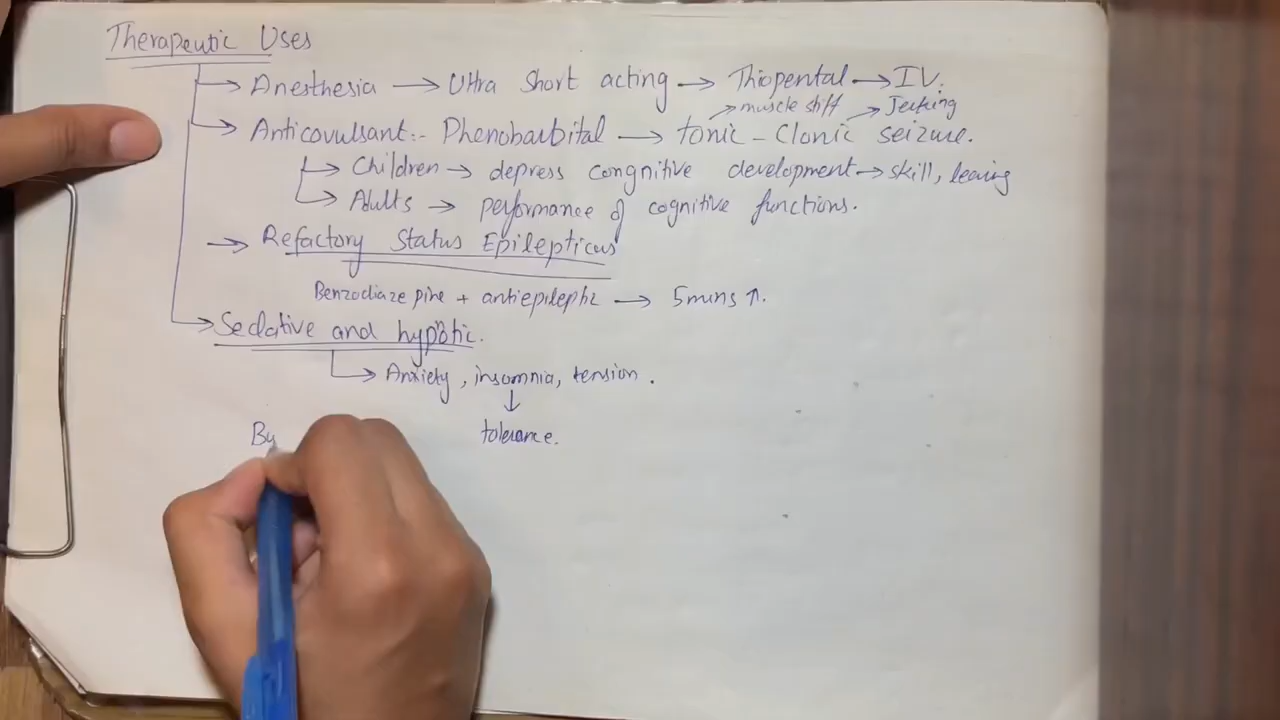 Therapeutic Uses
→ Anesthesia → Ultra Short acting → Thiopental → IV.
→ muscle stiff → Jerking
→ Anticovulsant:- Phenobarbital → tonic - Clonic seizure.
→ Children → depress congnitive development → skill, learing
→ Adults → performance of cognitive functions.
→ Refactory Status Epilepticus
Benzodiazepine + antiepileptic → 5mins ↑.
→ Sedative and hypotic.
→ Anxiety, insomnia, tension.
↓
By tolerance.